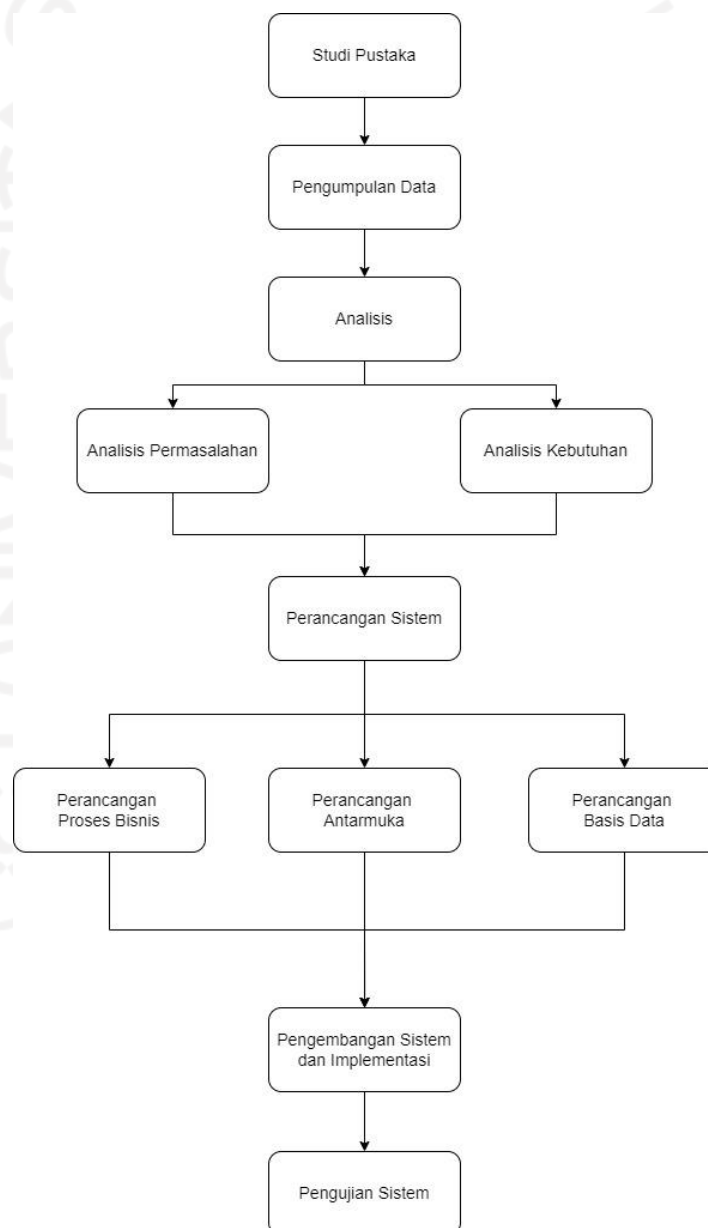 Studi Pustaka
Pengumpulan Data
Analisis
Analisis Permasalahan
Analisis Kebutuhan
Perancangan Sistem
Perancangan
Proses Bisnis
Perancangan
Antarmuka
Perancangan
Basis Data
Pengembangan Sistem
dan Implementasi
Pengujian Sistem